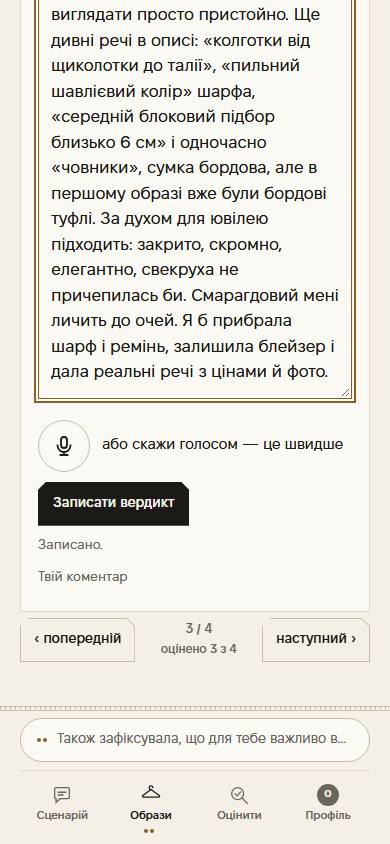 виглядати просто пристойно. Ще
дивні речі в описі: «колготки від
щиколотки до талії», «пильний
шавлієвий колір» шарфа,
«середній блоковий підбор
близько 6 см» і одночасно
«човники», сумка бордова, але в
першому образі вже були бордові
туфлі. За духом для ювілею
підходить: закрито, скромно,
елегантно, свекруха не
причепилась би. Смарагдовий мені
личить до очей. Я б прибрала
шарф і ремінь, залишила блейзер і
дала реальні речі з цінами й фото.
або скажи голосом — це швидше
Записати вердикт
Записано.
Твій коментар
‹ попередній
3 / 4
оцінено 3 з 4
наступний ›
Також зафіксувала, що для тебе важливо в...
Сценарій
Образи
Оцінити
О
Профіль